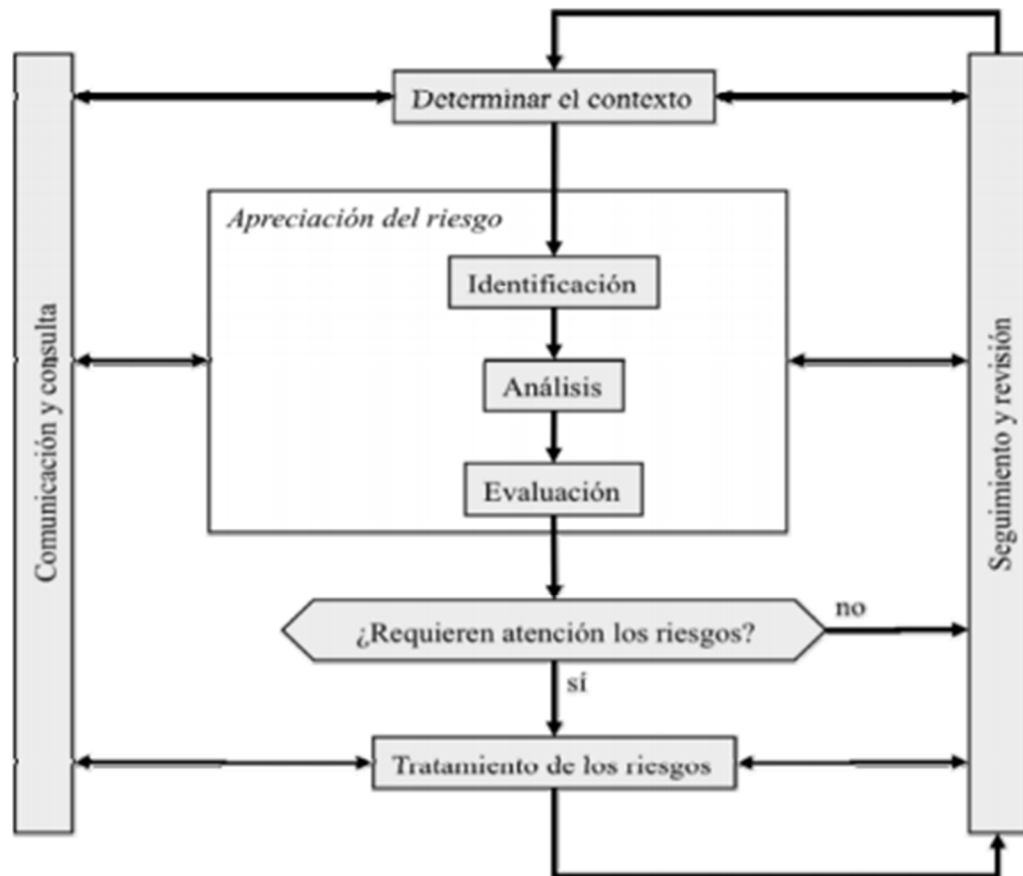 Determinar el contexto
Apreciación del riesgo
Identificación
Análisis
Evaluación
¿Requieren atención los riesgos?
no
sí
Tratamiento de los riesgos
Comunicación y consulta
Seguimiento y revisión